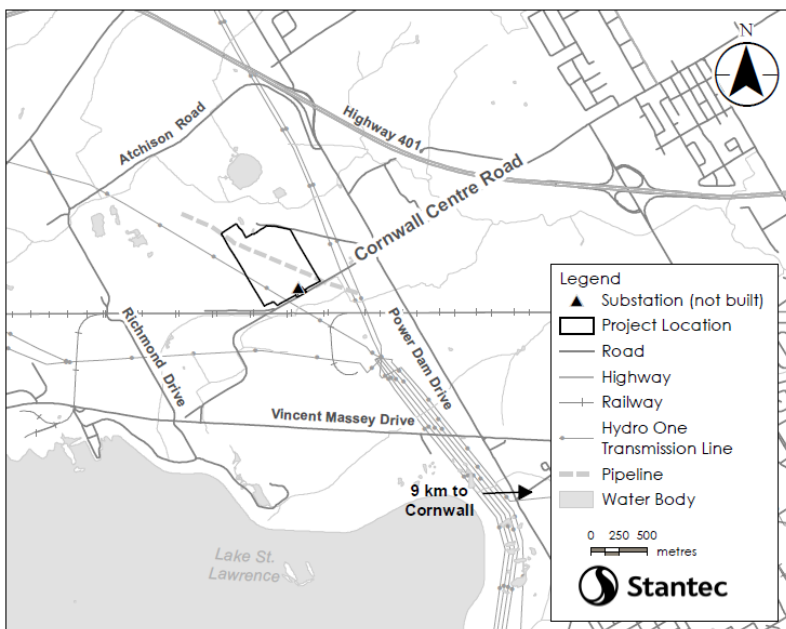 N
Atchison Road
Highway 401
Cornwall Centre Road
Richmond Drive
Power Dam Drive
Vincent Massey Drive
9 km to
Cornwall
Lake St.
Lawrence
Legend
Substation (not built)
Project Location
Road
Highway
Railway
Hydro One
Transmission Line
Pipeline
Water Body
0 250 500
metres
Stantec